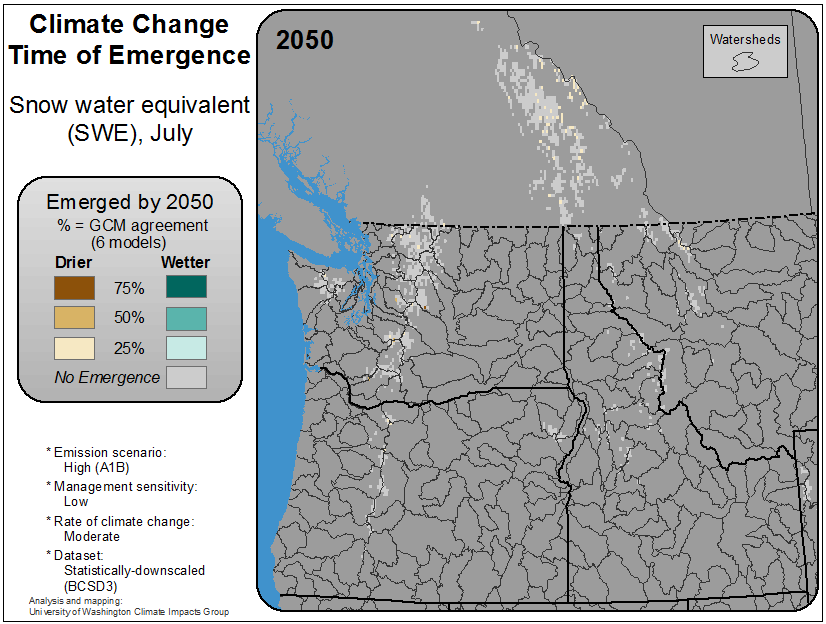 Climate Change
Time of Emergence
Snow water equivalent
(SWE), July
Emerged by 2050
% = GCM agreement
(6 models)
Drier Wetter
75%
50%
25%
No Emergence
* Emission scenario:
High (A1B)
* Management sensitivity:
Low
* Rate of climate change:
Moderate
* Dataset:
Statistically-downscaled
(BCSD3)
Analysis and mapping:
University of Washington Climate Impacts Group
2050
Watersheds